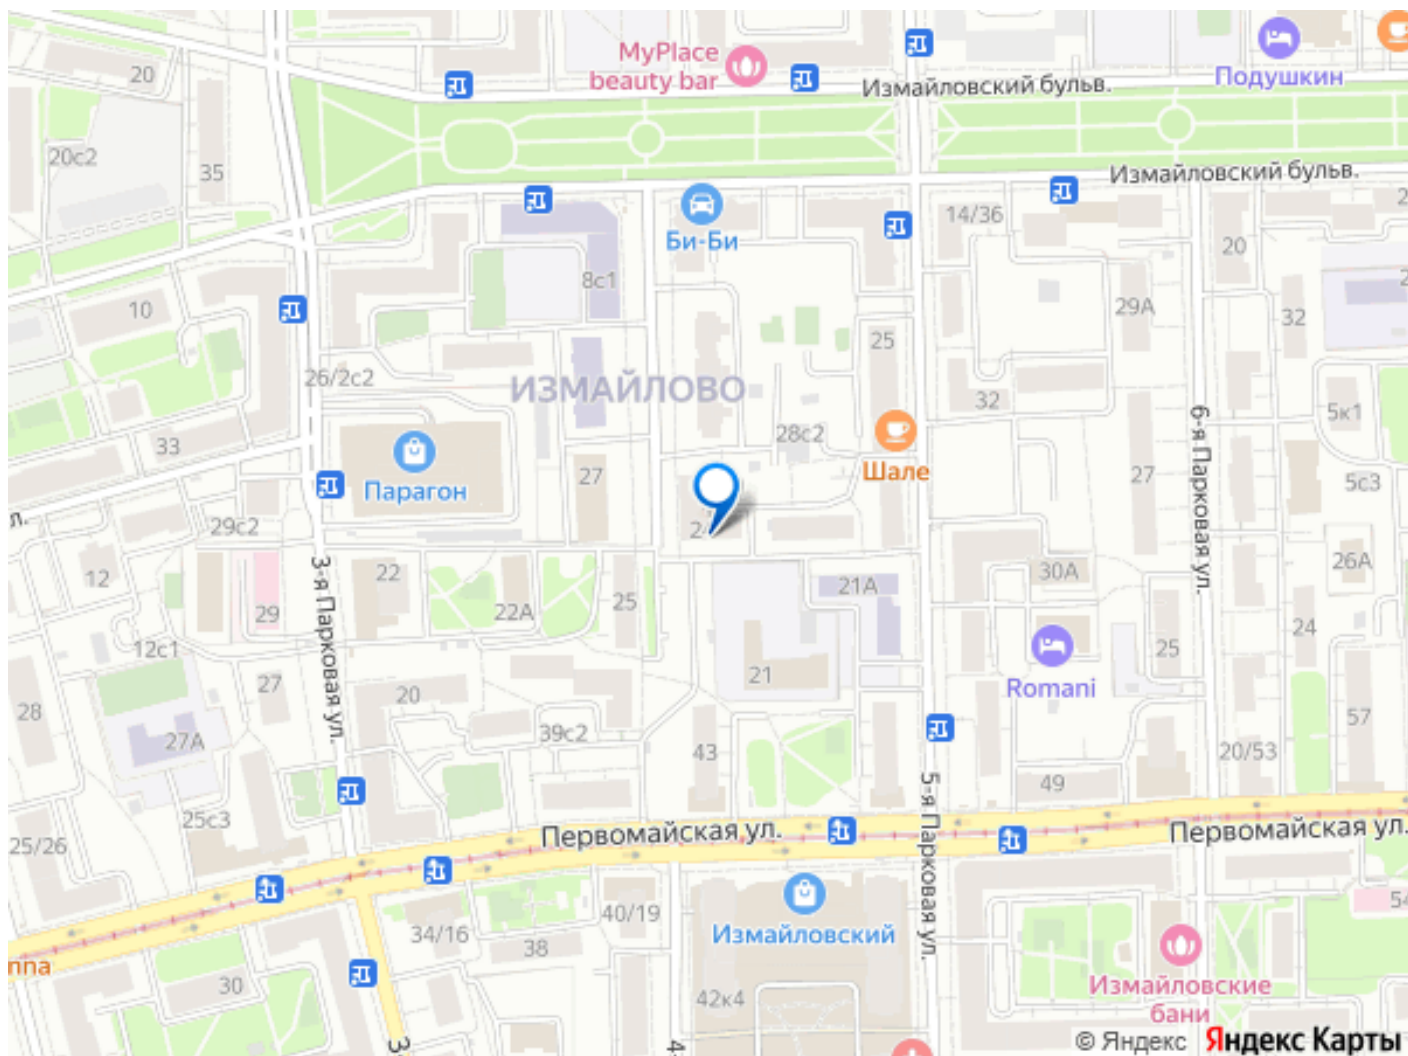 MyPlace
beauty bar
Подушкин
Измайловский бульв.
20
20с2
35
Измайловский бульв.
14/36
20
Би-Би
8с1
10
29А
32
25
26/2с2
ИЗМАЙЛОВО
32
5к1
28с2
33
Шале
Парагон
27
27
5с3
6-я Парковая ул.
29с2
12
22
30А
26А
21А
29
22А
25
3-я Парковая ул.
12с1
24
25
27
21
Romani
20
28
57
27А
39с2
43
20/53
49
25с3
5-я Парковая ул.
Первомайская ул.
Первомайская ул.
25/26
40/19
34/16
38
Измайловский
54
30
42к4
Измайловские
бани
© Яндекс Яндекс Карты